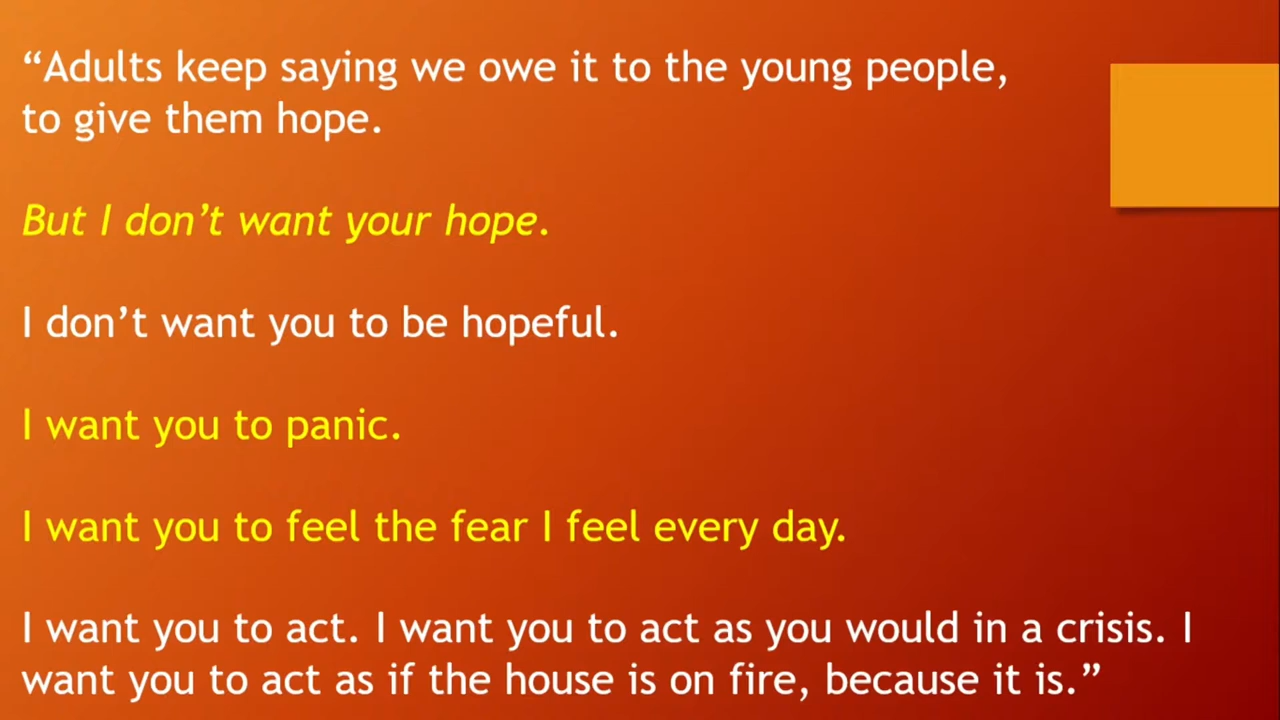 “Adults keep saying we owe it to the young people,
to give them hope.
But I don’t want your hope.
I don’t want you to be hopeful.
I want you to panic.
I want you to feel the fear I feel every day.
I want you to act. I want you to act as you would in a crisis. I
want you to act as if the house is on fire, because it is.”